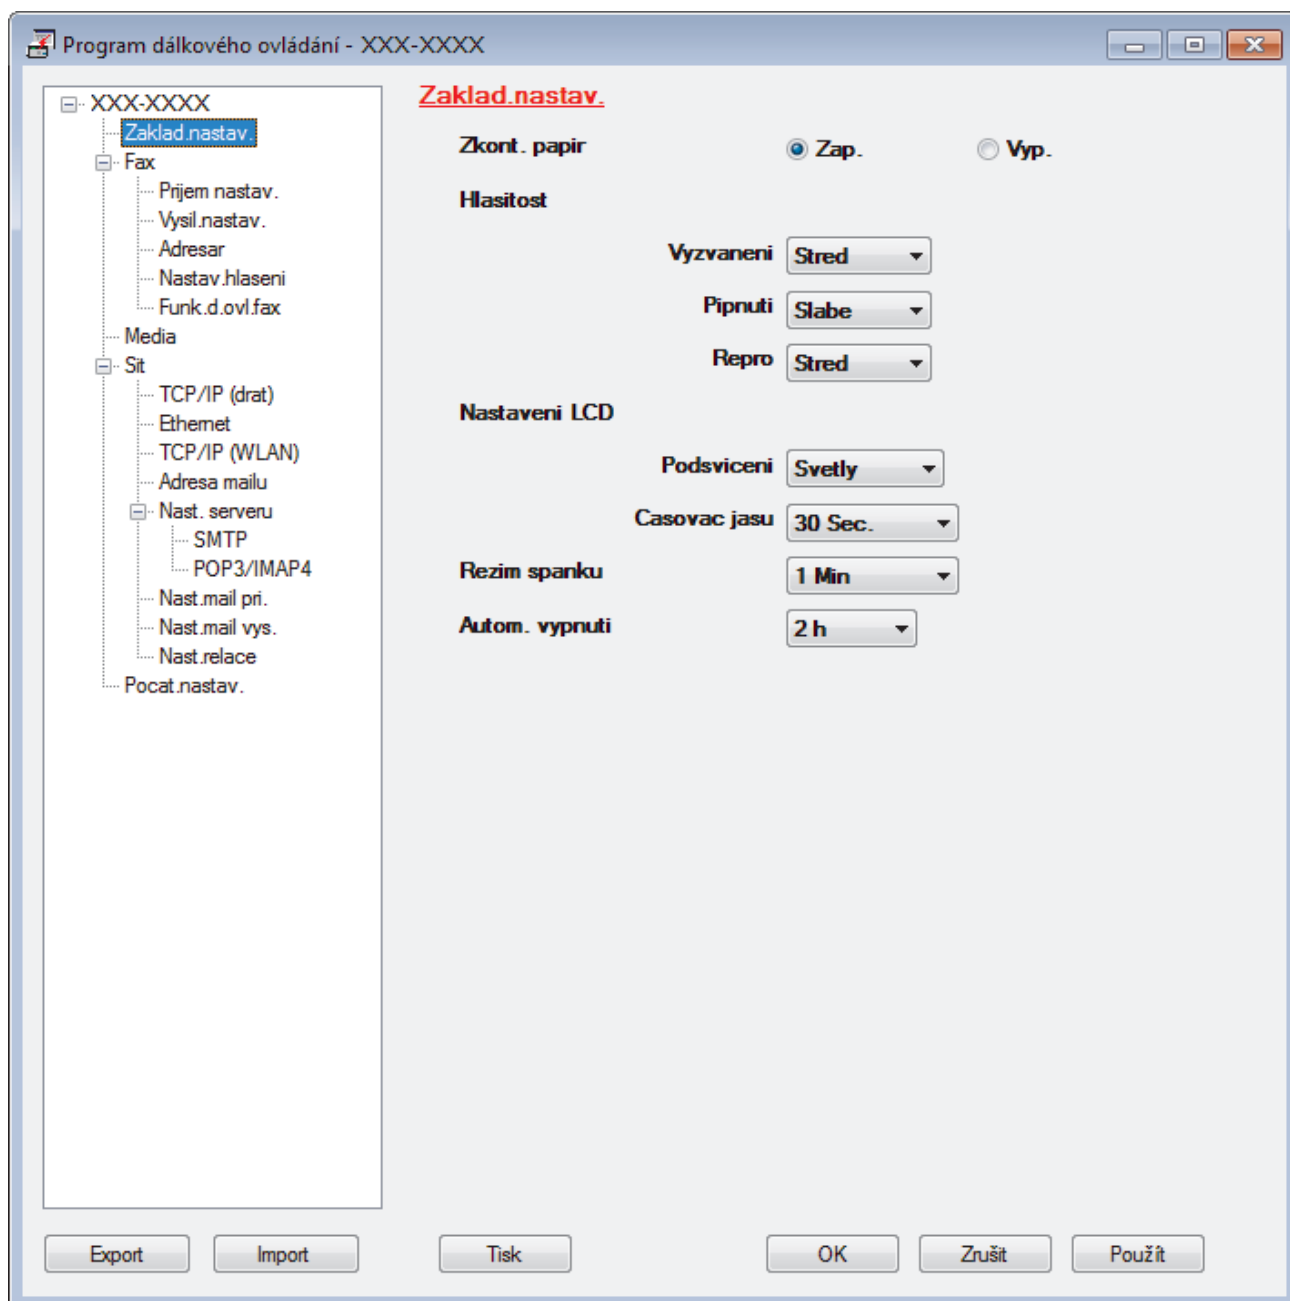 Program dálkového ovládání - XXX-XXXX
XXX-XXXX
Zaklad.nastav.
Fax
Prijem nastav.
Vysil.nastav.
Adresar
Nastav.hlaseni
Funk.d.ovl.fax
Media
Sit
TCP/IP (drat)
Ethernet
TCP/IP (WLAN)
Adresa mailu
Nast. serveru
SMTP
POP3/IMAP4
Nast.mail pri.
Nast.mail vys.
Nast.relace
Pocat.nastav.
Zaklad.nastav.
Zkont. papir Zap. Vyp.
Hlasitost
Vyzvaneni Stred
Pipnuti Slabe
Repro Stred
Nastaveni LCD
Podsviceni Svetly
Casovac jasu 30 Sec.
Rezim spanku 1 Min
Autom. vypnuti 2 h
Export Import Tisk OK Zrušit Použít